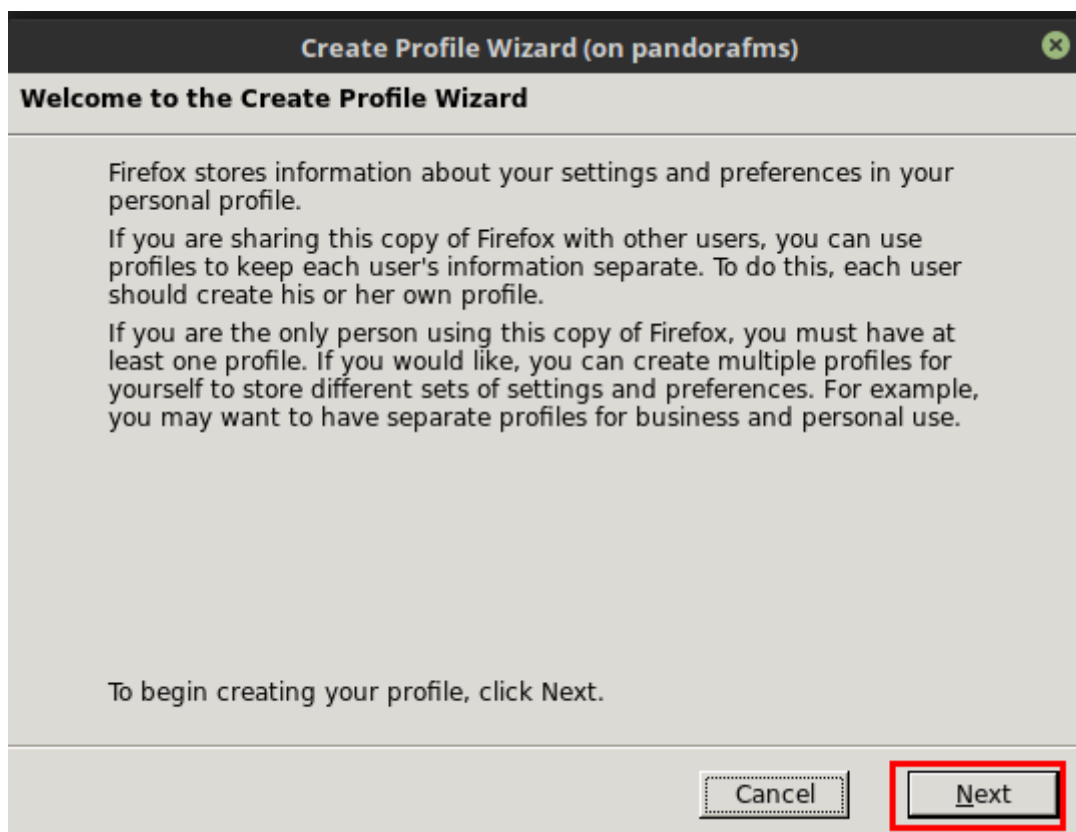 Create Profile Wizard (on pandorafms)
Welcome to the Create Profile Wizard
Firefox stores information about your settings and preferences in your
personal profile.
If you are sharing this copy of Firefox with other users, you can use
profiles to keep each user's information separate. To do this, each user
should create his or her own profile.
If you are the only person using this copy of Firefox, you must have at
least one profile. If you would like, you can create multiple profiles for
yourself to store different sets of settings and preferences. For example,
you may want to have separate profiles for business and personal use.
To begin creating your profile, click Next.
Cancel
Next